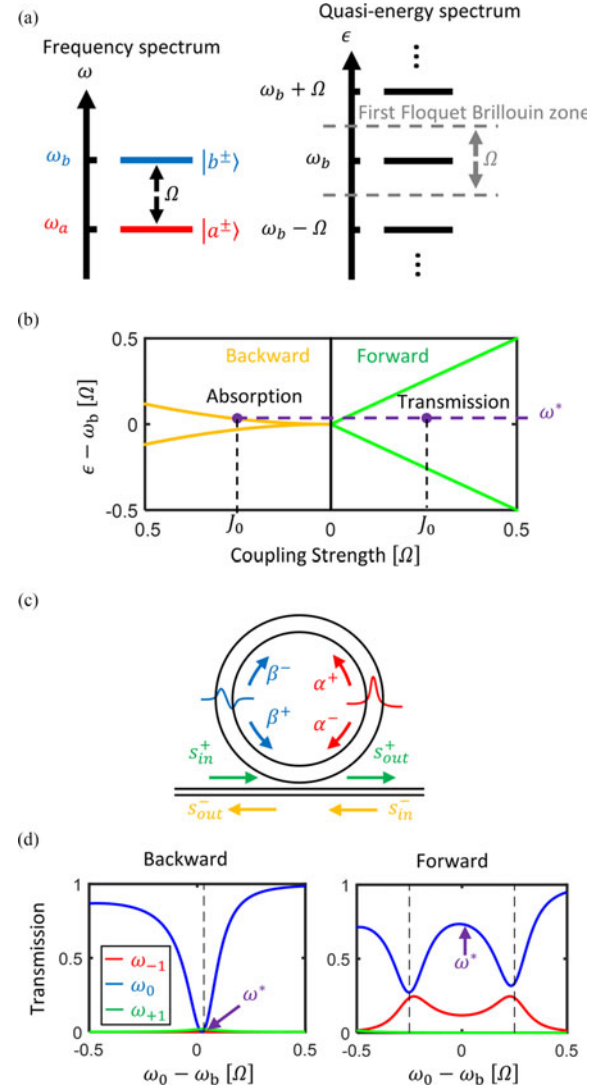 (a)
Frequency spectrum
ω
ω_b
|b^±⟩
Ω
ω_a
|a^±⟩
Quasi-energy spectrum
ϵ
⋮
ω_b + Ω
First Floquet Brillouin zone
ω_b
Ω
ω_b − Ω
⋮
(b)
0.5
0
-0.5
ϵ − ω_b [Ω]
Backward
Forward
Absorption
Transmission
ω*
0.5
J_0
0
J_0
0.5
Coupling Strength [Ω]
(c)
β^−
α^+
β^+
α^−
s_in^+
s_out^+
s_out^−
s_in^−
(d)
Backward
Forward
Transmission
1
0.5
0
ω_{-1}
ω_0
ω_{+1}
ω*
-0.5
0
0.5
ω_0 − ω_b [Ω]
1
0.5
0
ω*
-0.5
0
0.5
ω_0 − ω_b [Ω]